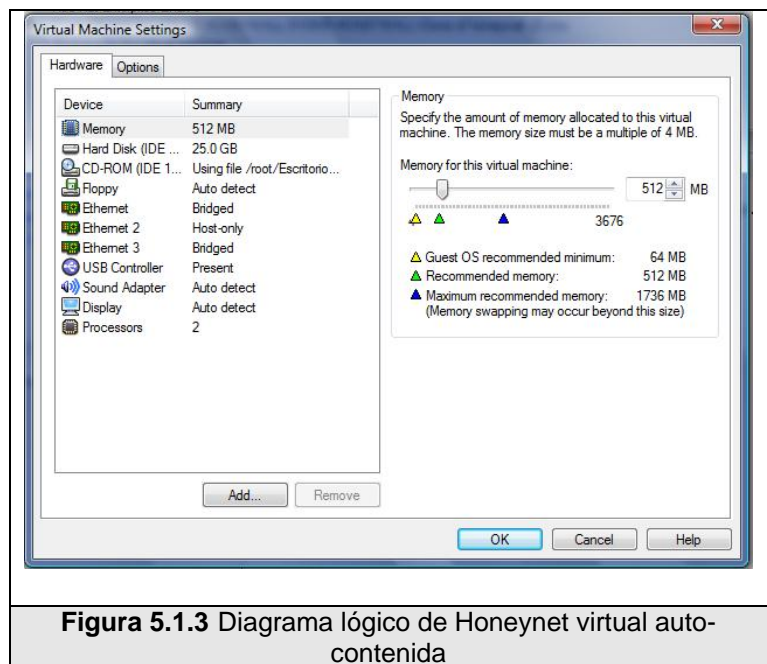 Virtual Machine Settings
Hardware Options
Device Summary
Memory 512 MB
Hard Disk (IDE ... 25.0 GB
CD-ROM (IDE 1... Using file /root/Escritorio...
Floppy Auto detect
Ethernet Bridged
Ethernet 2 Host-only
Ethernet 3 Bridged
USB Controller Present
Sound Adapter Auto detect
Display Auto detect
Processors 2
Add... Remove
Memory
Specify the amount of memory allocated to this virtual
machine. The memory size must be a multiple of 4 MB.
Memory for this virtual machine:
512 MB
3676
Guest OS recommended minimum: 64 MB
Recommended memory: 512 MB
Maximum recommended memory: 1736 MB
(Memory swapping may occur beyond this size)
OK Cancel Help
Figura 5.1.3 Diagrama lógico de Honeynet virtual auto-
contenida